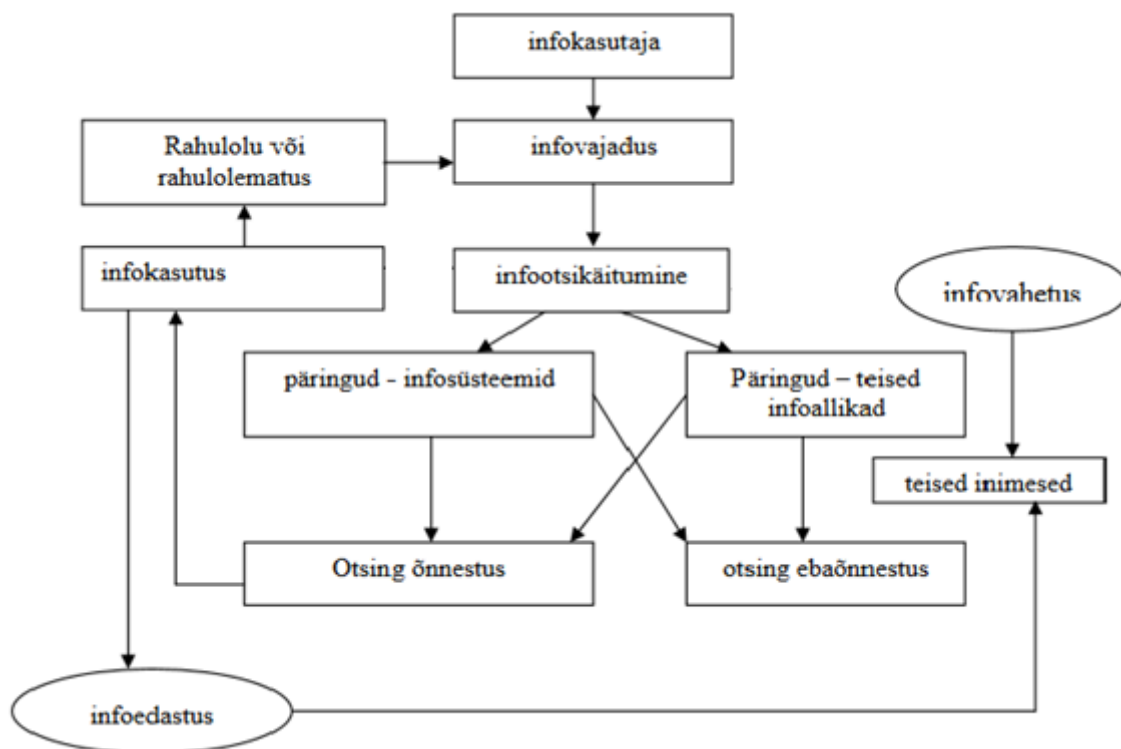 infokasutaja
Rahulolu või
rahulolematus
infovajadus
infokasutus
infootsikäitumine
infovahetus
päringud - infosüsteemid
Päringud – teised
infoallikad
teised inimesed
Otsing õnnestus
otsing ebaõnnestus
infoedastus